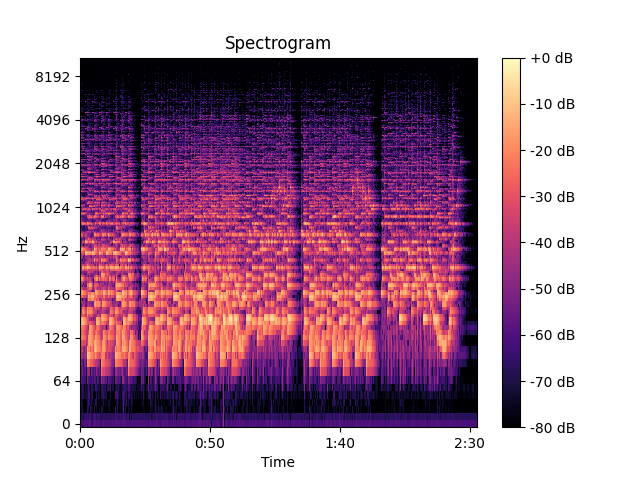 Spectrogram
8192
4096
2048
1024
512
256
128
64
0
Hz
0:00
0:50
1:40
2:30
Time
+0 dB
-10 dB
-20 dB
-30 dB
-40 dB
-50 dB
-60 dB
-70 dB
-80 dB